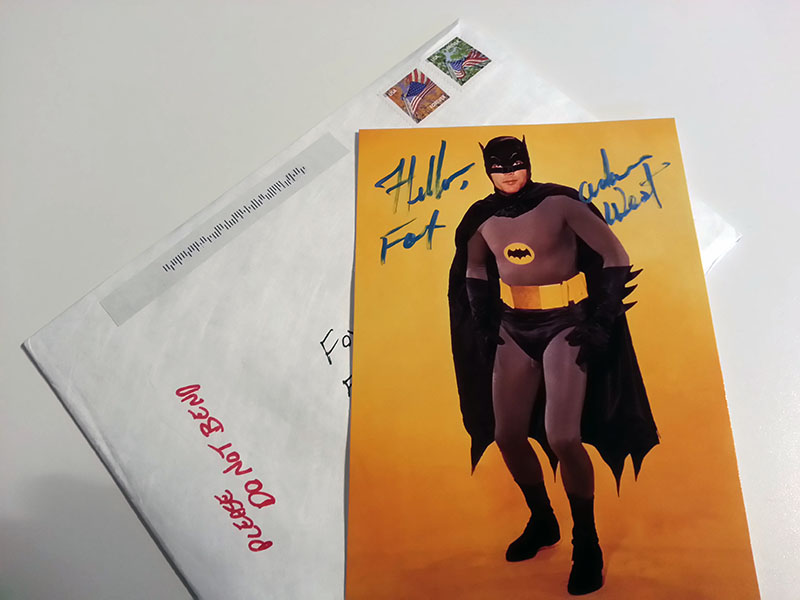 Hello,
Fat
adam
West
PLEASE
DO NOT BEND